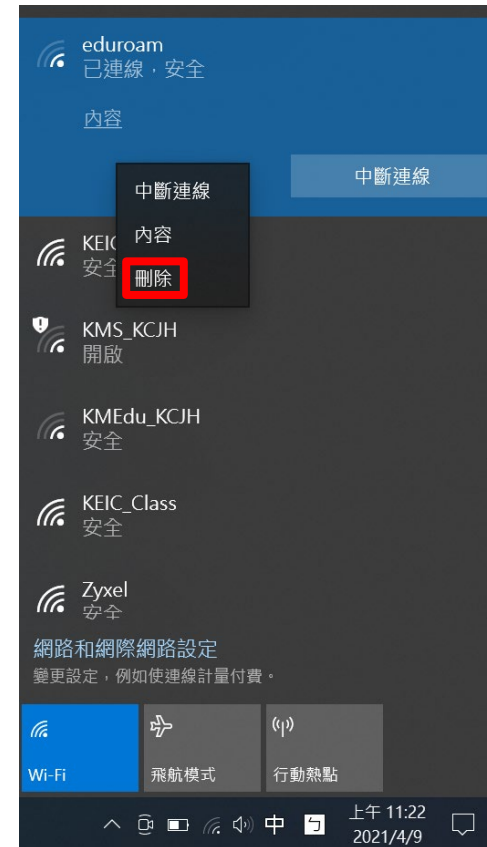 eduroam
已連線，安全
內容
中斷連線
中斷連線
內容
刪除
KEIC
安全
KMS_KCJH
開啟
KMEdu_KCJH
安全
KEIC_Class
安全
Zyxel
安全
網路和網際網路設定
變更設定，例如使連線計量付費。
Wi-Fi
飛航模式
行動熱點
中
ㄅ
上午 11:22
2021/4/9